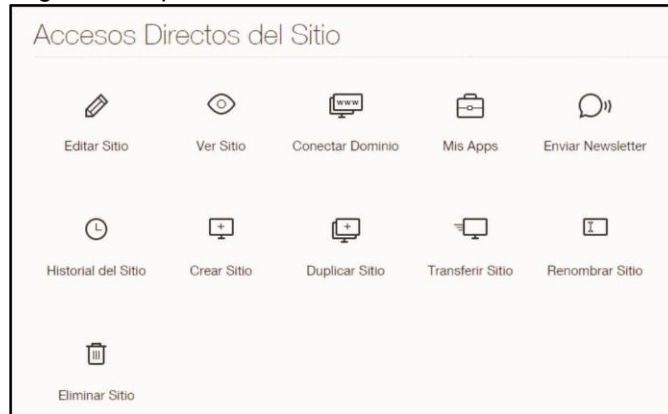 Accesos Directos del Sitio
www
Editar Sitio Ver Sitio Conectar Dominio Mis Apps Enviar Newsletter
Historial del Sitio Crear Sitio Duplicar Sitio Transferir Sitio Renombrar Sitio
Eliminar Sitio